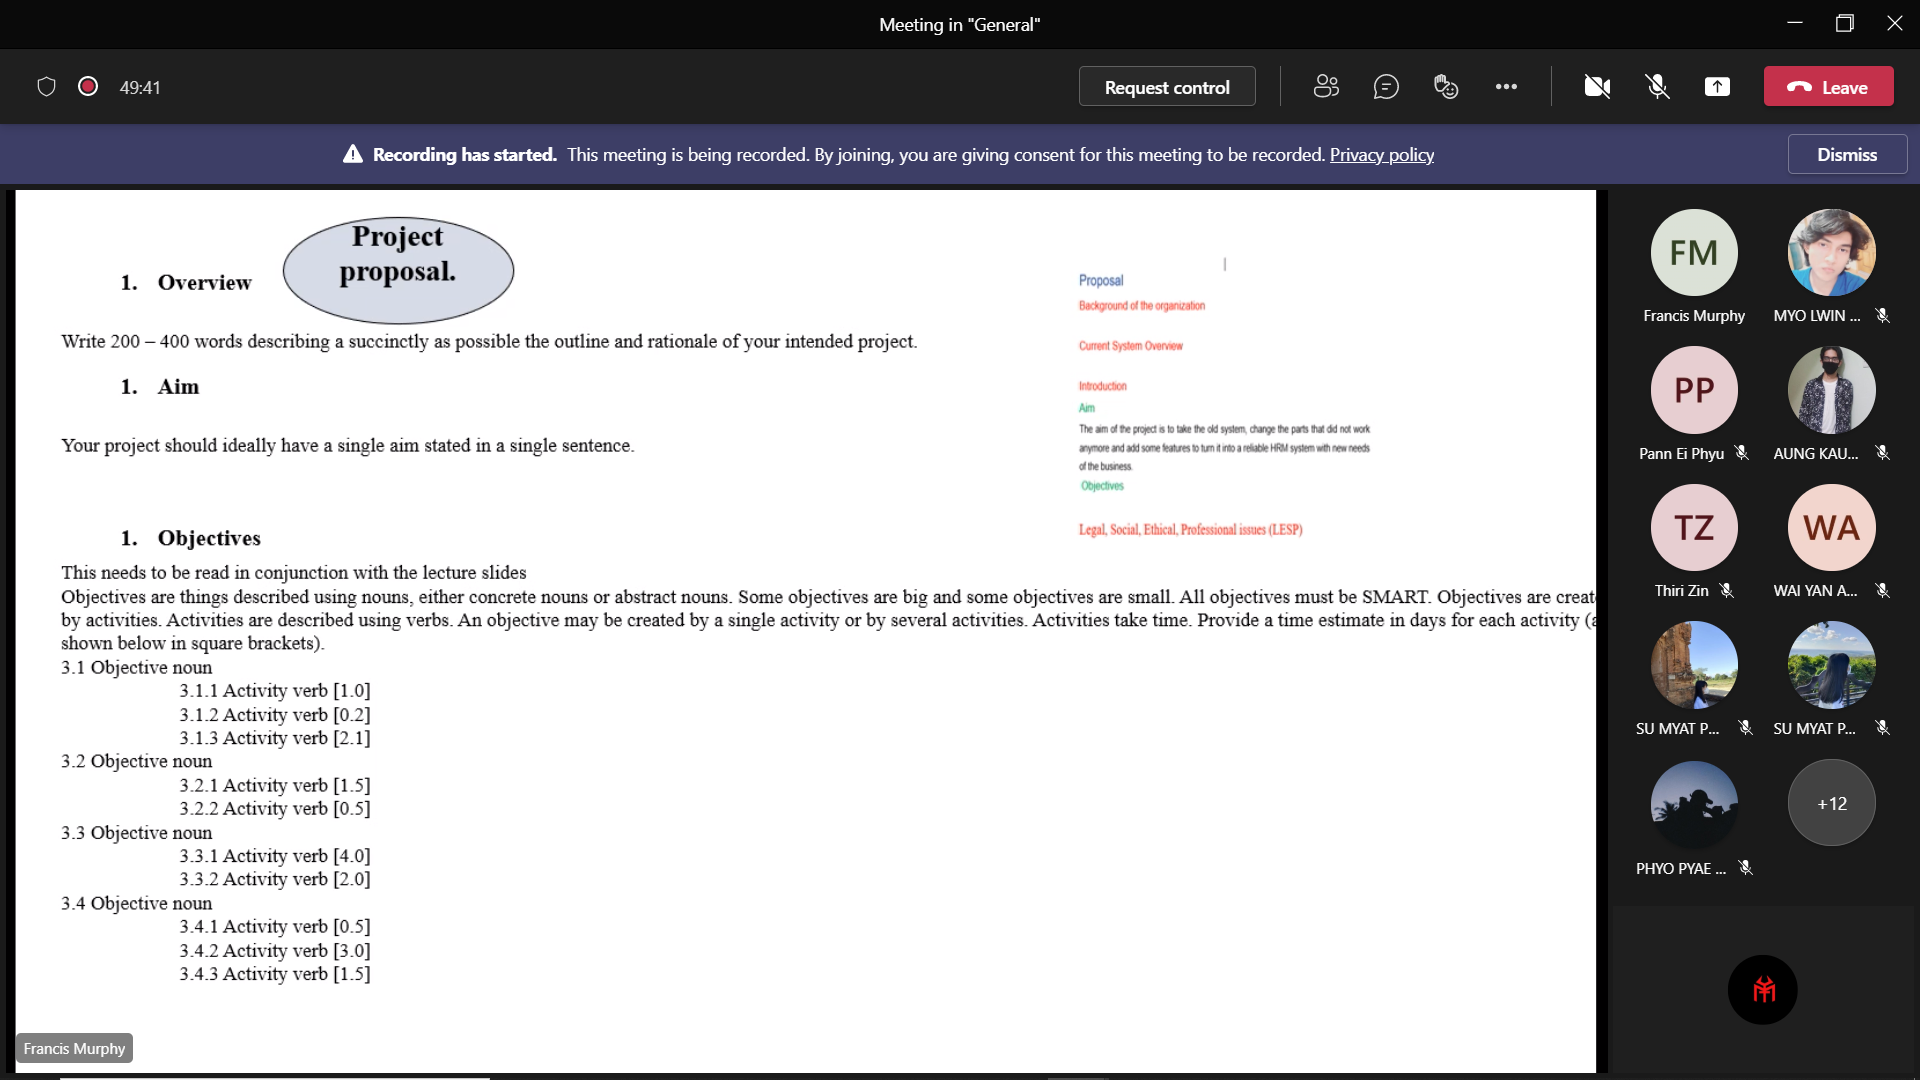 Meeting in "General"
49:41
Request control
Leave
Recording has started. This meeting is being recorded. By joining, you are giving consent for this meeting to be recorded. Privacy policy
Dismiss
Project
proposal.
1. Overview
Write 200 – 400 words describing a succinctly as possible the outline and rationale of your intended project.
1. Aim
Your project should ideally have a single aim stated in a single sentence.
1. Objectives
This needs to be read in conjunction with the lecture slides
Objectives are things described using nouns, either concrete nouns or abstract nouns. Some objectives are big and some objectives are small. All objectives must be SMART. Objectives are creat
by activities. Activities are described using verbs. An objective may be created by a single activity or by several activities. Activities take time. Provide a time estimate in days for each activity (a
shown below in square brackets).
3.1 Objective noun
3.1.1 Activity verb [1.0]
3.1.2 Activity verb [0.2]
3.1.3 Activity verb [2.1]
3.2 Objective noun
3.2.1 Activity verb [1.5]
3.2.2 Activity verb [0.5]
3.3 Objective noun
3.3.1 Activity verb [4.0]
3.3.2 Activity verb [2.0]
3.4 Objective noun
3.4.1 Activity verb [0.5]
3.4.2 Activity verb [3.0]
3.4.3 Activity verb [1.5]
Proposal
Background of the organization
Current System Overview
Introduction
Aim
The aim of the project is to take the old system, change the parts that did not work
anymore and add some features to turn it into a reliable HRM system with new needs
of the business.
Objectives
Legal, Social, Ethical, Professional issues (LESP)
Francis Murphy
FM
Francis Murphy
MYO LWIN ...
PP
Pann Ei Phyu
AUNG KAU...
TZ
Thiri Zin
WA
WAI YAN A...
SU MYAT P...
SU MYAT P...
PHYO PYAE ...
+12